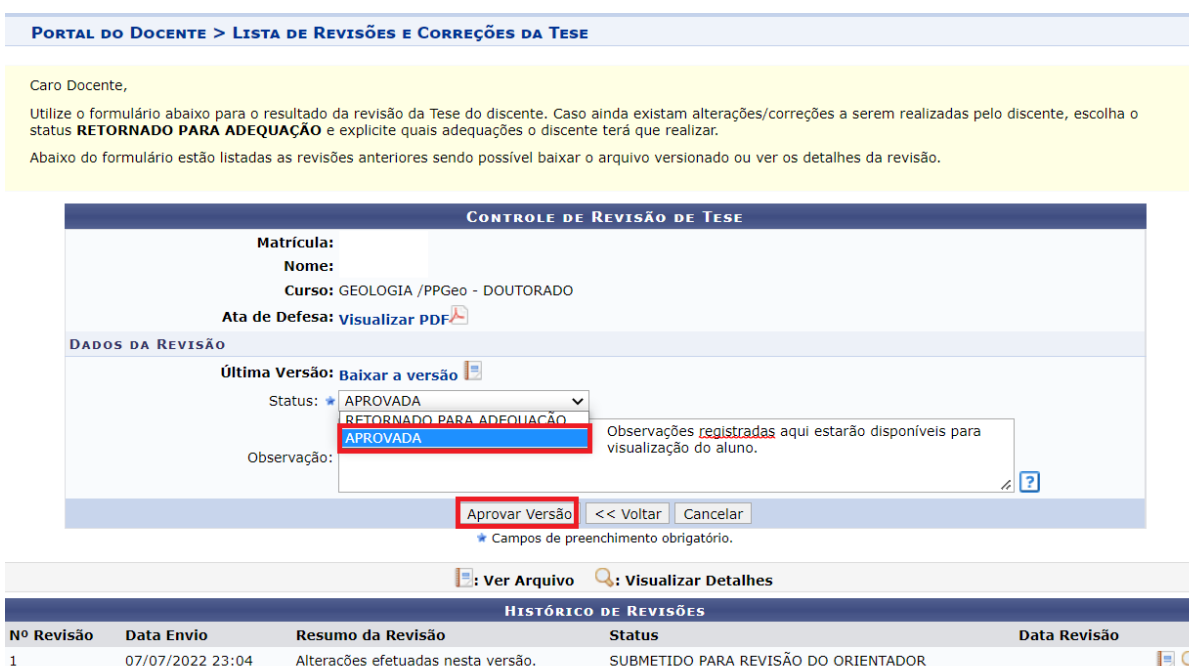 PORTAL DO DOCENTE > LISTA DE REVISÕES E CORREÇÕES DA TESE
Caro Docente,
Utilize o formulário abaixo para o resultado da revisão da Tese do discente. Caso ainda existam alterações/correções a serem realizadas pelo discente, escolha o
status RETORNADO PARA ADEQUAÇÃO e explicite quais adequações o discente terá que realizar.
Abaixo do formulário estão listadas as revisões anteriores sendo possível baixar o arquivo versionado ou ver os detalhes da revisão.
CONTROLE DE REVISÃO DE TESE
Matrícula:
Nome:
Curso: GEOLOGIA /PPGeo - DOUTORADO
Ata de Defesa: Visualizar PDF
DADOS DA REVISÃO
Última Versão: Baixar a versão
Status: APROVADA
RETORNADO PARA ADEQUAÇÃO
APROVADA
Observações registradas aqui estarão disponíveis para
visualização do aluno.
Observação:
?
Aprovar Versão << Voltar Cancelar
Campos de preenchimento obrigatório.
: Ver Arquivo : Visualizar Detalhes
HISTÓRICO DE REVISÕES
Nº Revisão Data Envio Resumo da Revisão Status Data Revisão
1 07/07/2022 23:04 Alterações efetuadas nesta versão. SUBMETIDO PARA REVISÃO DO ORIENTADOR